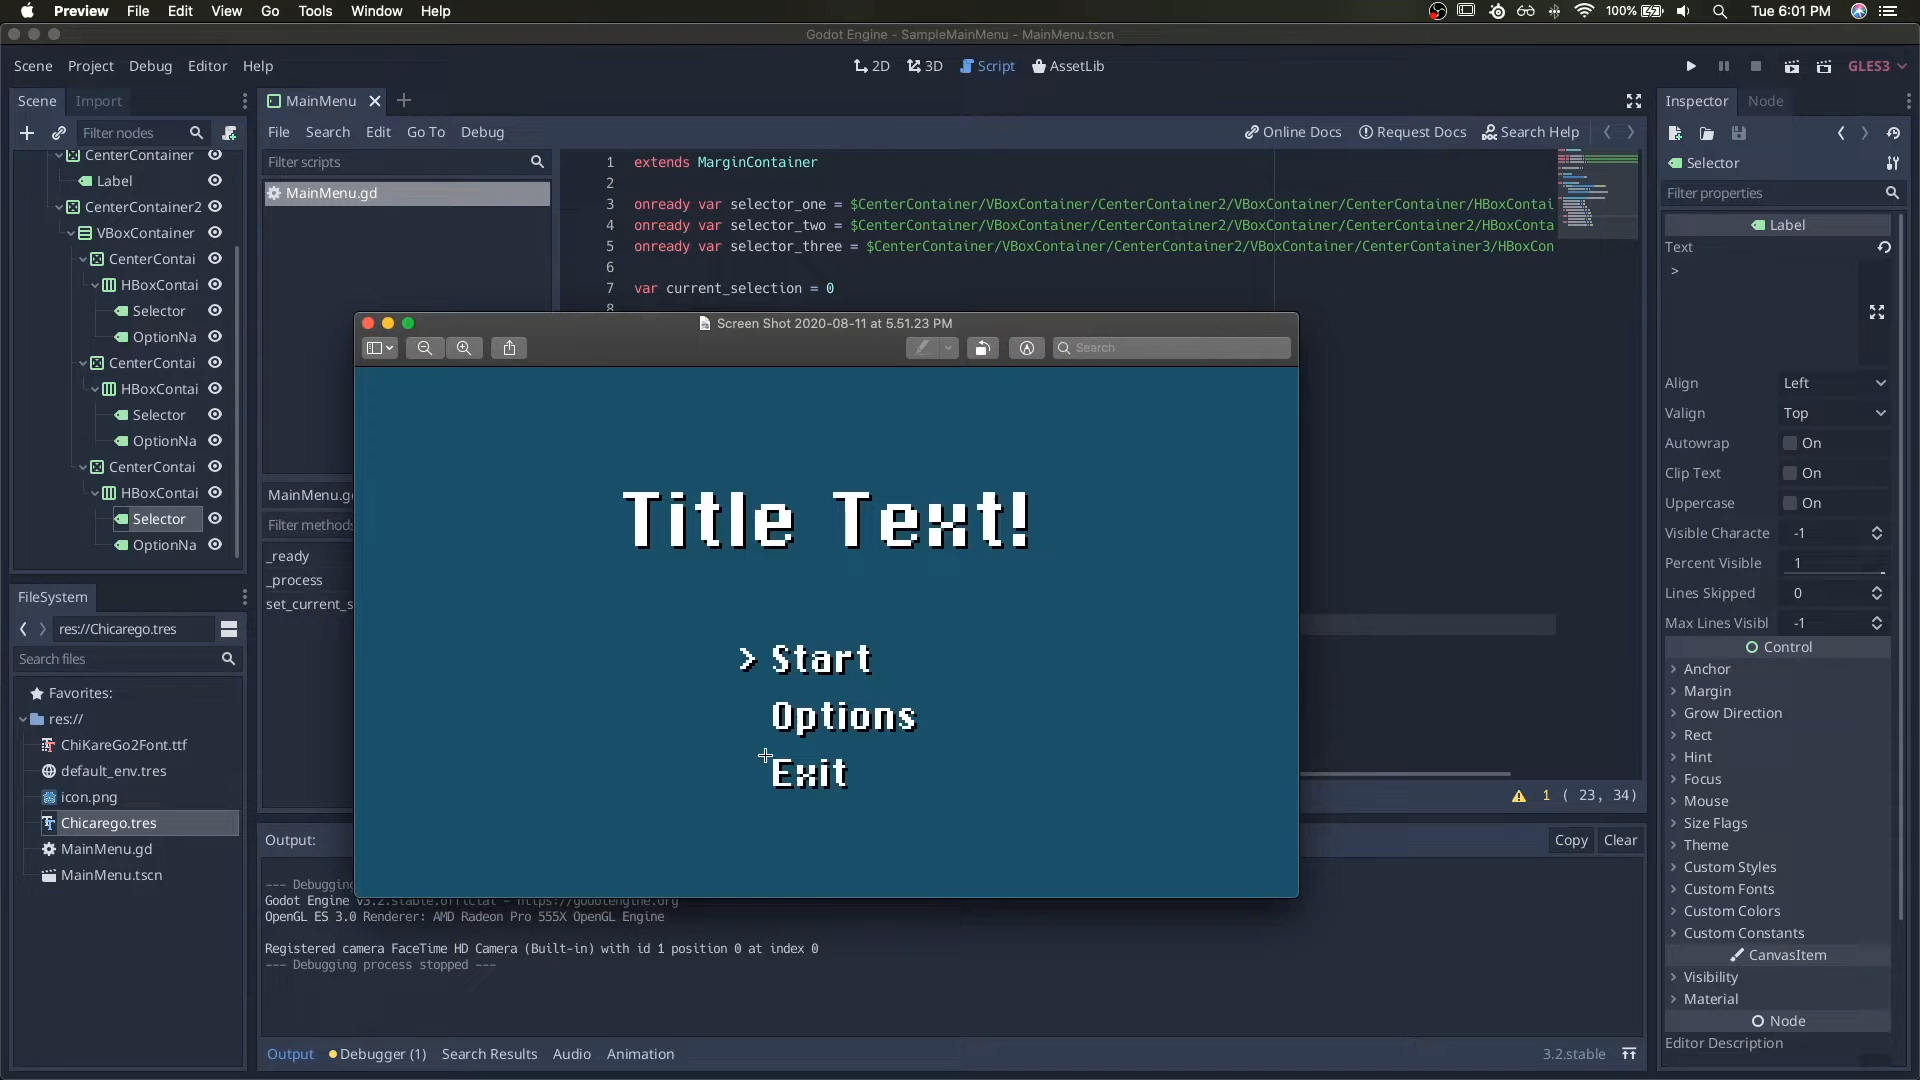 Preview File Edit View Go Tools Window Help 100% Tue 6:01 PM
Godot Engine - SampleMainMenu - MainMenu.tscn
Scene Project Debug Editor Help 2D 3D Script AssetLib GLES3
Scene Import MainMenu Inspector Node
Filter nodes File Search Edit Go To Debug Online Docs Request Docs Search Help
CenterContainer Filter scripts 1 extends MarginContainer Selector
Label 2
MainMenu.gd Filter properties
CenterContainer2 3 onready var selector_one = $CenterContainer/VBoxContainer/CenterContainer2/VBoxContainer/CenterContainer/HBoxContai
VBoxContainer 4 onready var selector_two = $CenterContainer/VBoxContainer/CenterContainer2/VBoxContainer/CenterContainer2/HBoxConta Label
5 onready var selector_three = $CenterContainer/VBoxContainer/CenterContainer2/VBoxContainer/CenterContainer3/HBoxCon Text
CenterContai 6 >
HBoxContai 7 var current_selection = 0
Selector 8
Screen Shot 2020-08-11 at 5.51.23 PM
OptionNa Search
CenterContai
HBoxContai Align Left
Selector Valign Top
OptionNa Autowrap On
CenterContai Clip Text On
HBoxContai MainMenu.g Uppercase On
Selector Filter methods Title Text! Visible Characte -1
OptionNa _ready Percent Visible 1
_process Lines Skipped 0
FileSystem set_current_s Max Lines Visibl -1
res://Chicarego.tres Control
Search files > Start Anchor
Favorites: Margin
res:// Options Grow Direction
ChiKareGo2Font.ttf Rect
default_env.tres Exit Hint
icon.png 1 ( 23, 34) Focus
Chicarego.tres Mouse
MainMenu.gd Output: Copy Clear Size Flags
MainMenu.tscn Theme
--- Debugging Custom Styles
Godot Engine v3.2.stable.official - https://godotengine.org Custom Fonts
OpenGL ES 3.0 Renderer: AMD Radeon Pro 555X OpenGL Engine Custom Colors
Custom Constants
Registered camera FaceTime HD Camera (Built-in) with id 1 position 0 at index 0
--- Debugging process stopped --- CanvasItem
Visibility
Material
Node
Output Debugger (1) Search Results Audio Animation 3.2.stable Editor Description